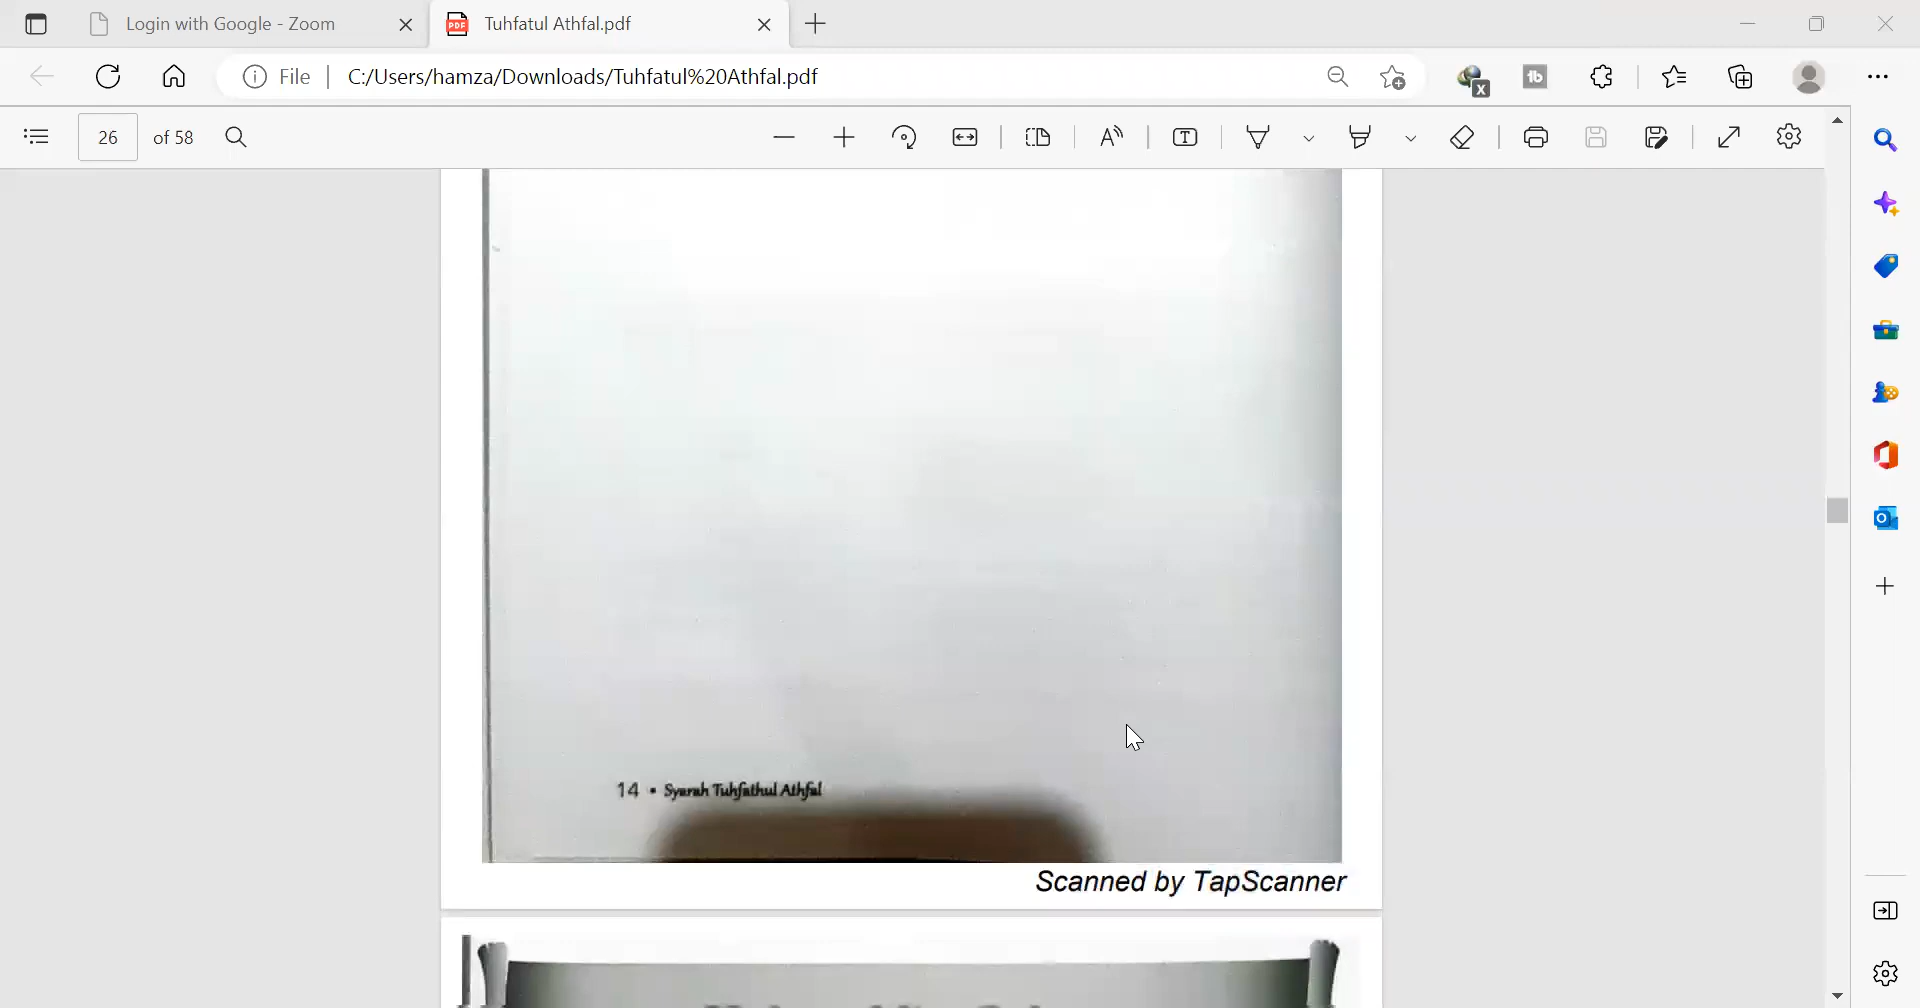 Login with Google - Zoom
Tuhfatul Athfal.pdf
File
C:/Users/hamza/Downloads/Tuhfatul%20Athfal.pdf
26 of 58
14 • Syarah Tuhfathul Athfal
Scanned by TapScanner